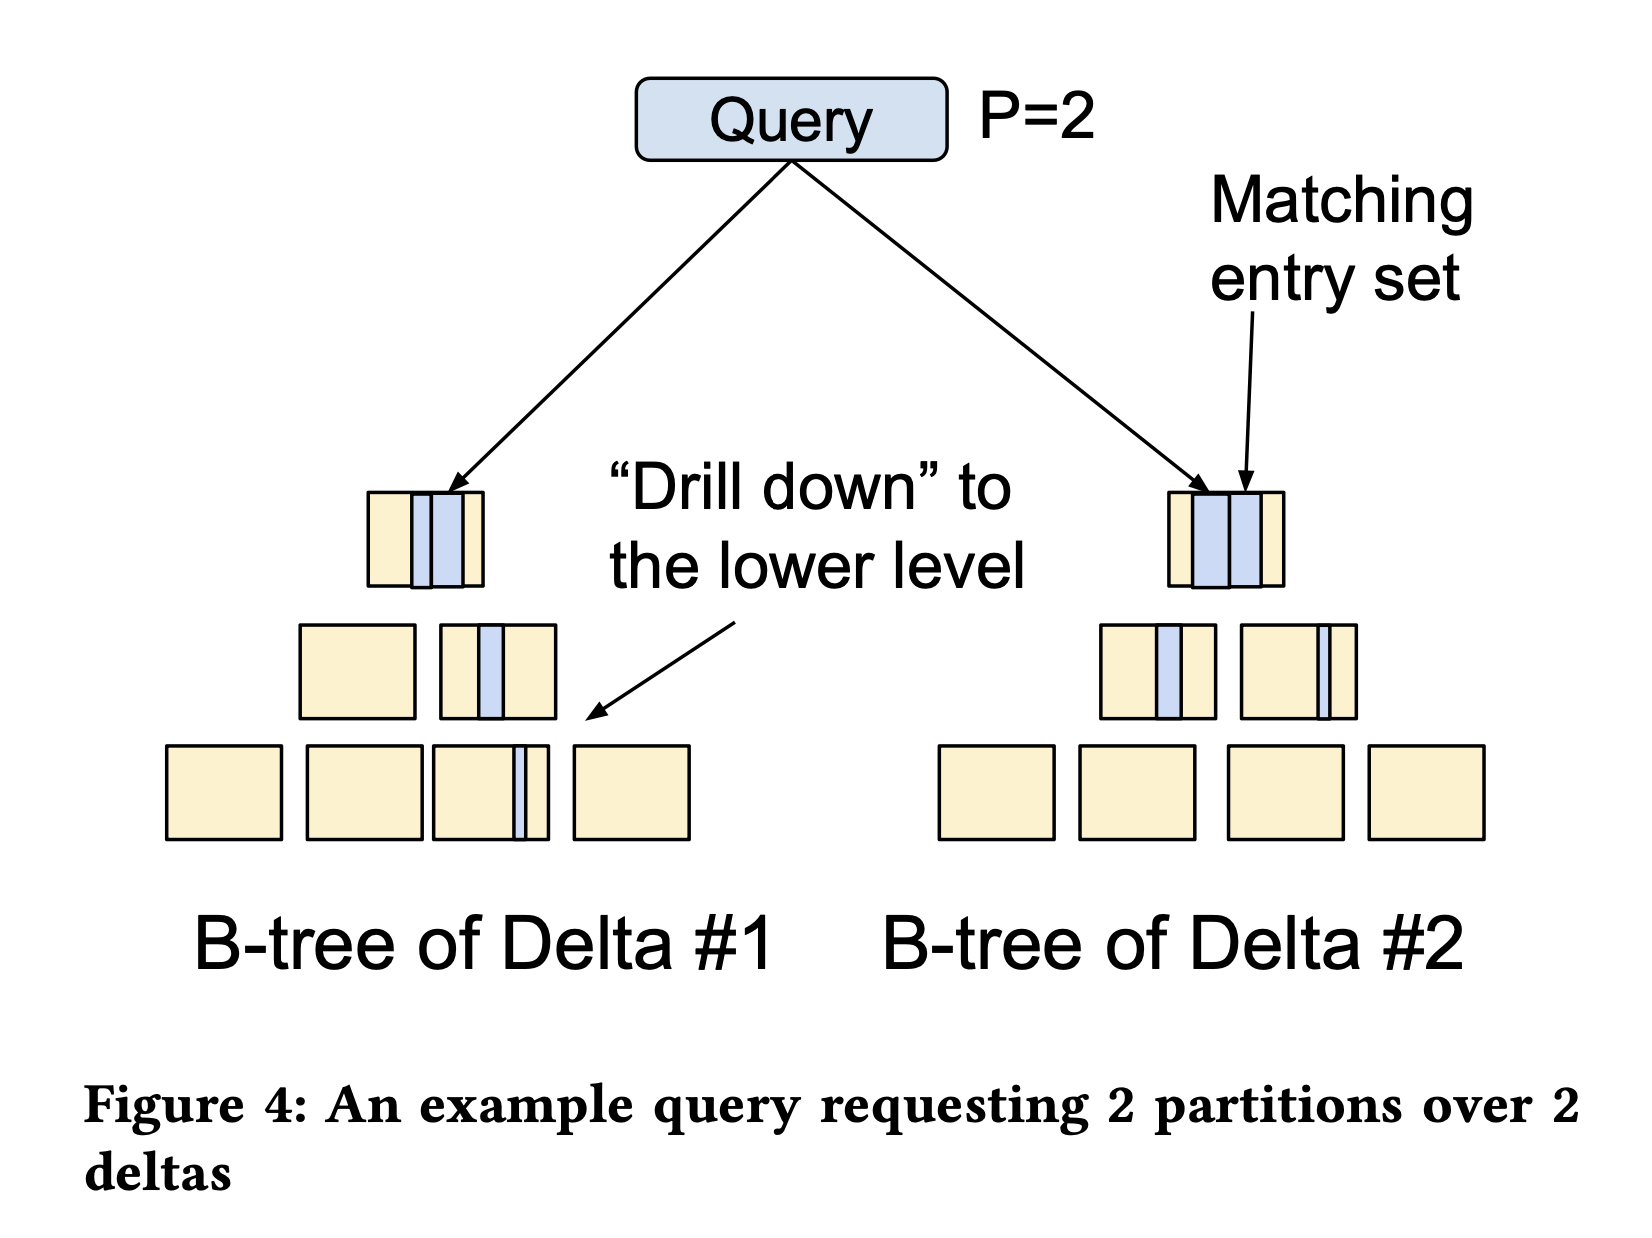 Query
P=2
Matching
entry set
“Drill down” to
the lower level
B-tree of Delta #1
B-tree of Delta #2
Figure 4: An example query requesting 2 partitions over 2
deltas